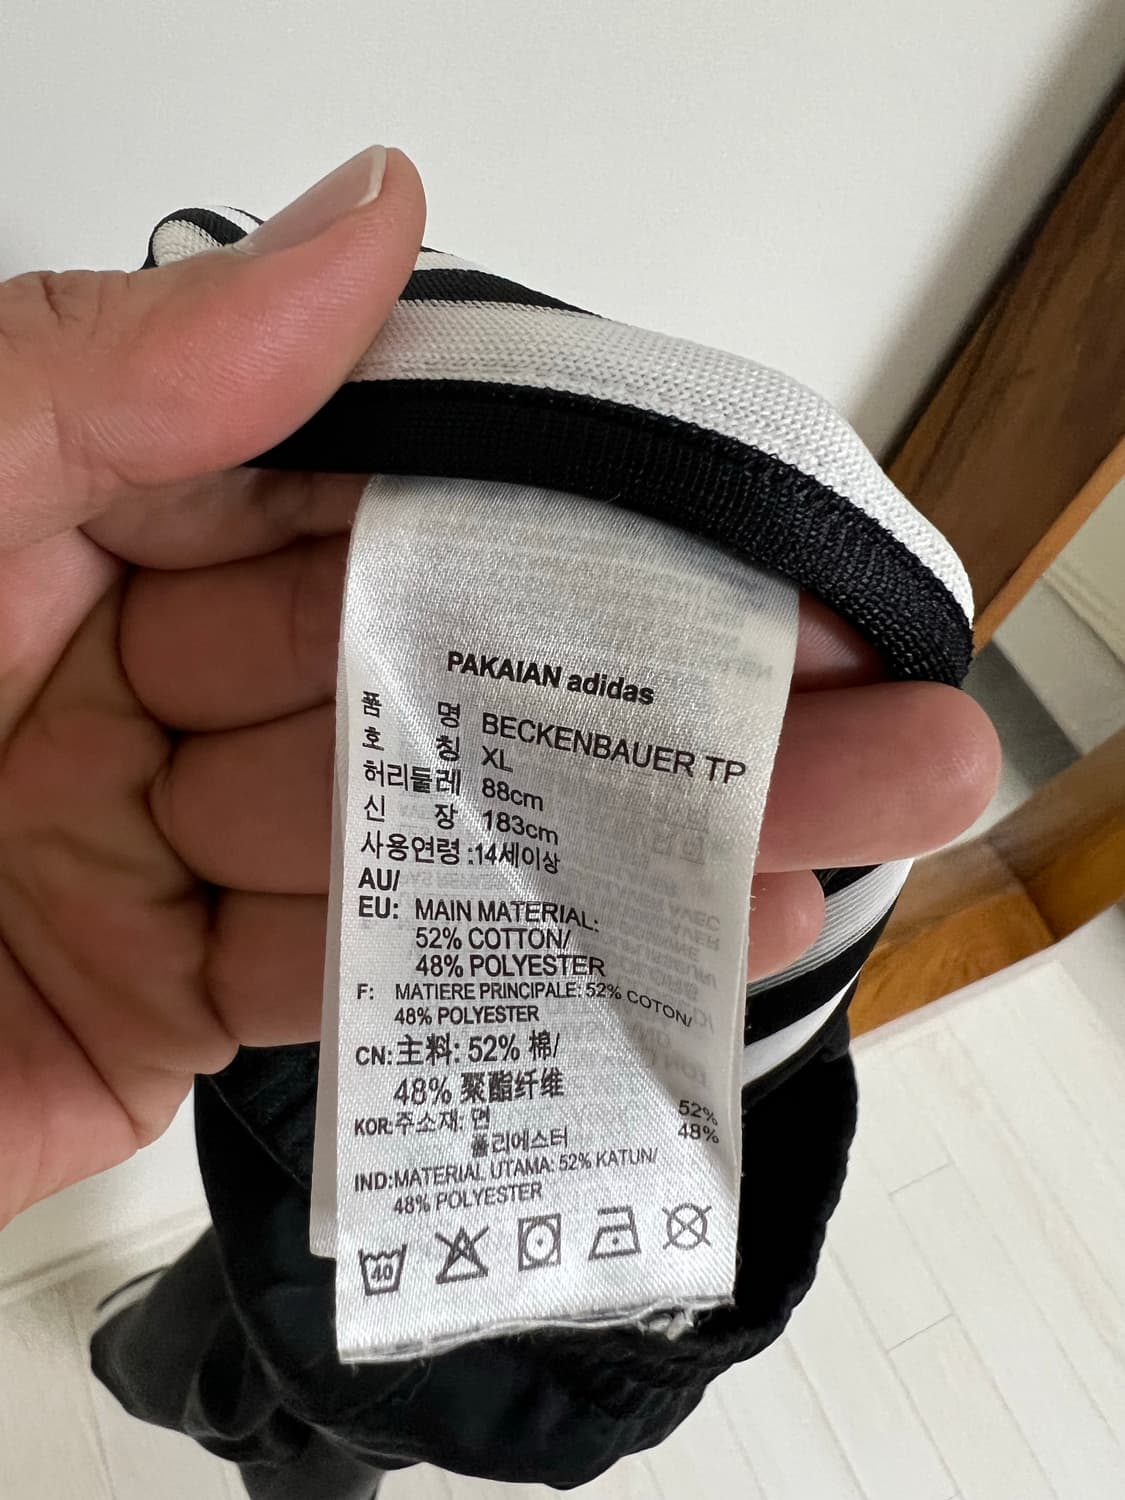 PAKAIAN adidas
품 명 BECKENBAUER TP
호 칭 XL
허리둘레 88cm
신 장 183cm
사용연령 :14세이상
AU/
EU: MAIN MATERIAL:
52% COTTON/
48% POLYESTER
F: MATIERE PRINCIPALE: 52% COTON/
48% POLYESTER
CN: 主料: 52% 棉/
48% 聚酯纤维
KOR:주소재: 면 52%
폴리에스터 48%
IND:MATERIAL UTAMA: 52% KATUN/
48% POLYESTER
40